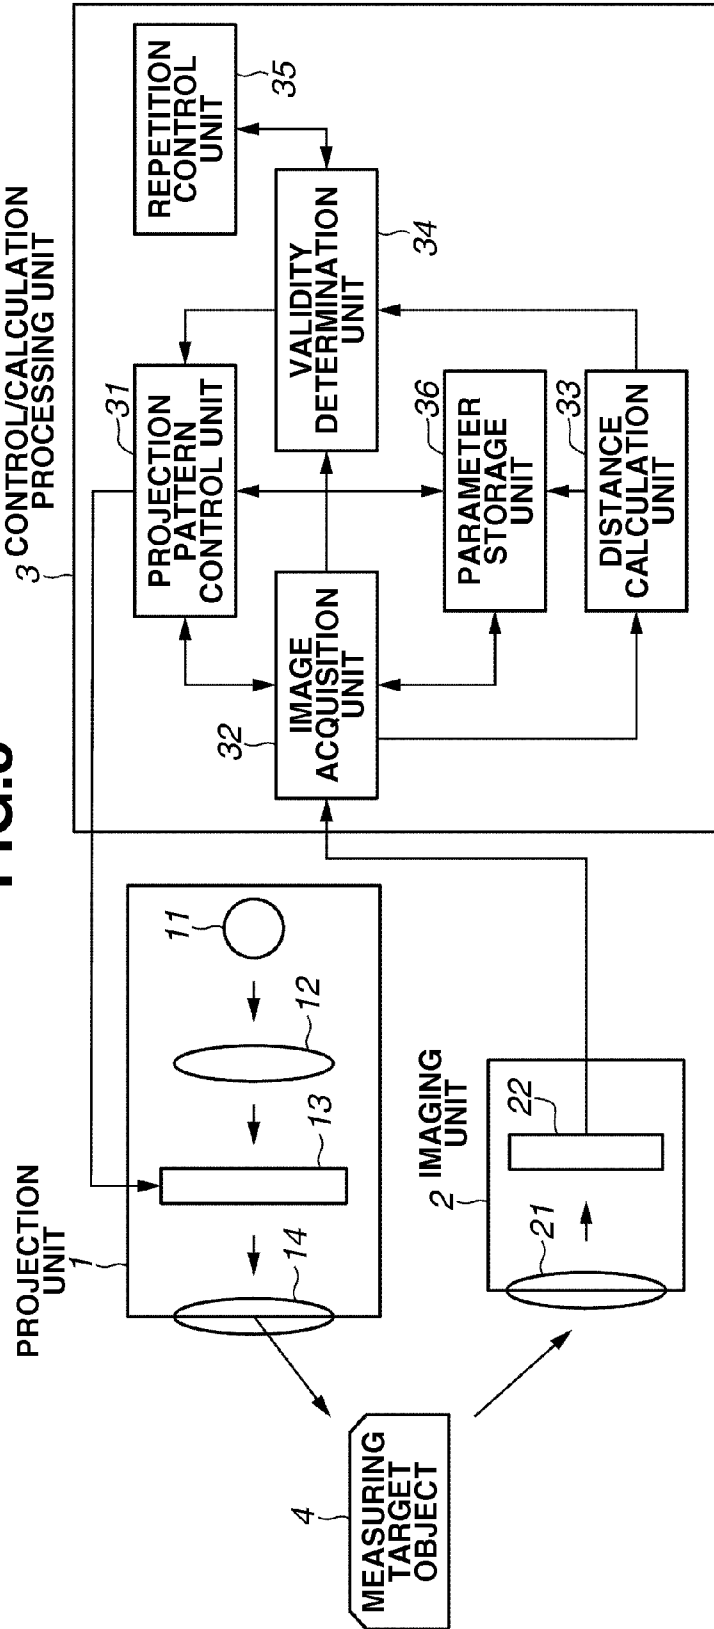 PROJECTION
UNIT
1
11
12
13
14
4
MEASURING
TARGET
OBJECT
IMAGING
UNIT
2
21
22
3
CONTROL/CALCULATION
PROCESSING UNIT
31
PROJECTION
PATTERN
CONTROL UNIT
REPETITION
CONTROL
UNIT
35
32
IMAGE
ACQUISITION
UNIT
VALIDITY
DETERMINATION
UNIT
34
36
PARAMETER
STORAGE
UNIT
33
DISTANCE
CALCULATION
UNIT